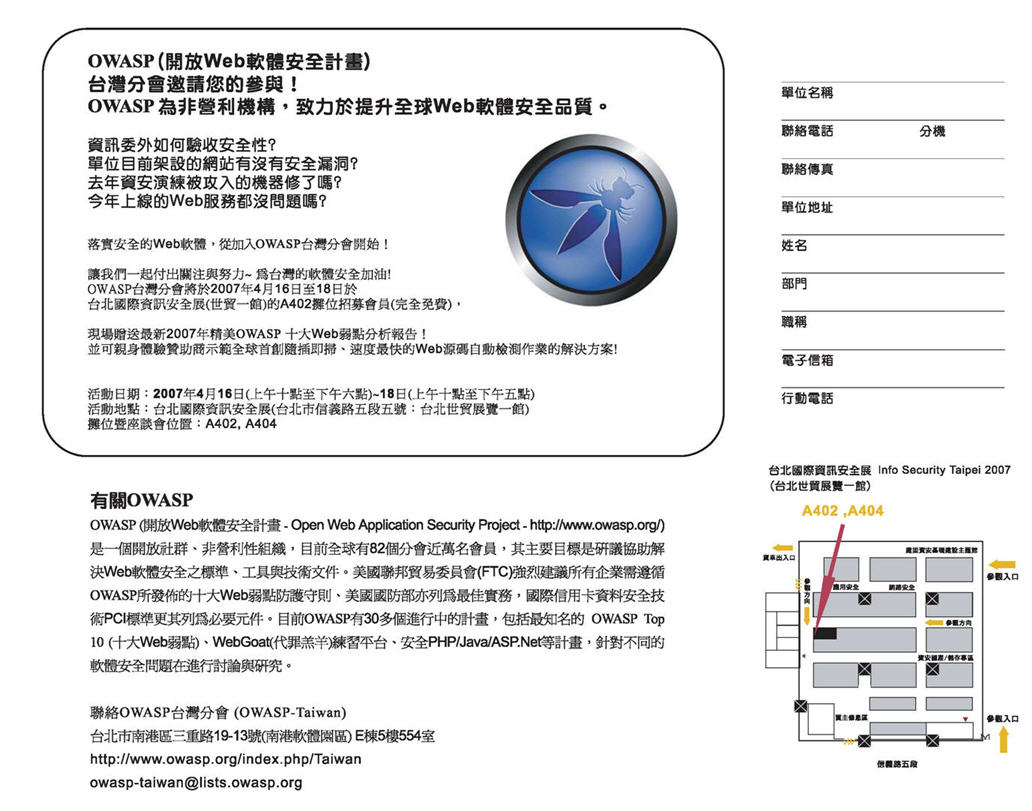 OWASP(開放Web軟體安全計畫)
台灣分會邀請您的參與！
OWASP為非營利機構，致力於提升全球Web軟體安全品質。
資訊委外如何驗收安全性?
單位目前架設的網站有沒有安全漏洞?
去年資安演練被攻入的機器修了嗎?
今年上線的Web服務都沒問題嗎?
落實安全的Web軟體，從加入OWASP台灣分會開始！
讓我們一起付出關注與努力~ 為台灣的軟體安全加油!
OWASP台灣分會將於2007年4月16日至18日於
台北國際資訊安全展(世貿一館)的A402攤位招募會員(完全免費)，
現場贈送最新2007年精美OWASP 十大Web弱點分析報告！
並可親身體驗贊助商示範全球首創隨插即掃、速度最快的Web源碼自動檢測作業的解決方案!
活動日期：2007年4月16日(上午十點至下午六點)~18日(上午十點至下午五點)
活動地點：台北國際資訊安全展(台北市信義路五段五號：台北世貿展覽一館)
攤位暨座談會位置：A402, A404
有關OWASP
OWASP (開放Web軟體安全計畫 - Open Web Application Security Project - http://www.owasp.org/)
是一個開放社群、非營利性組織，目前全球有82個分會近萬名會員，其主要目標是研議協助解
決Web軟體安全之標準、工具與技術文件。美國聯邦貿易委員會(FTC)強烈建議所有企業需遵循
OWASP所發佈的十大Web弱點防護守則、美國國防部亦列為最佳實務，國際信用卡資料安全技
術PCI標準更其列為必要元件。目前OWASP有30多個進行中的計畫，包括最知名的 OWASP Top
10 (十大Web弱點)、WebGoat(代罪羔羊)練習平台、安全PHP/Java/ASP.Net等計畫，針對不同的
軟體安全問題在進行討論與研究。
聯絡OWASP台灣分會 (OWASP-Taiwan)
台北市南港區三重路19-13號(南港軟體園區) E棟5樓554室
http://www.owasp.org/index.php/Taiwan
owasp-taiwan@lists.owasp.org
單位名稱
聯絡電話 分機
聯絡傳真
單位地址
姓名
部門
職稱
電子信箱
行動電話
台北國際資訊安全展 Info Security Taipei 2007
(台北世貿展覽一館)
A402 ,A404
建固資安基礎建設主題館
貨車出入口
參觀入口
應用安全
網路安全
參觀方向
參觀方向
買主休息區
參觀入口
信義路五段